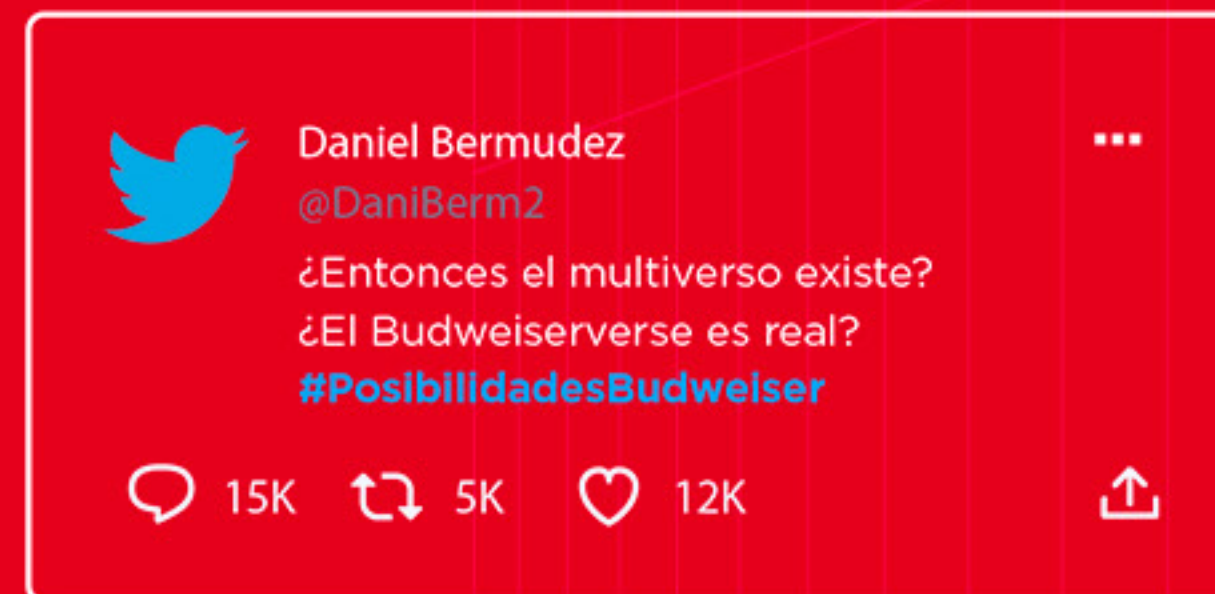 Daniel Bermudez
@DaniBerm2
¿Entonces el multiverso existe?
¿El Budweiserverse es real?
#PosibilidadesBudweiser
15K 5K 12K